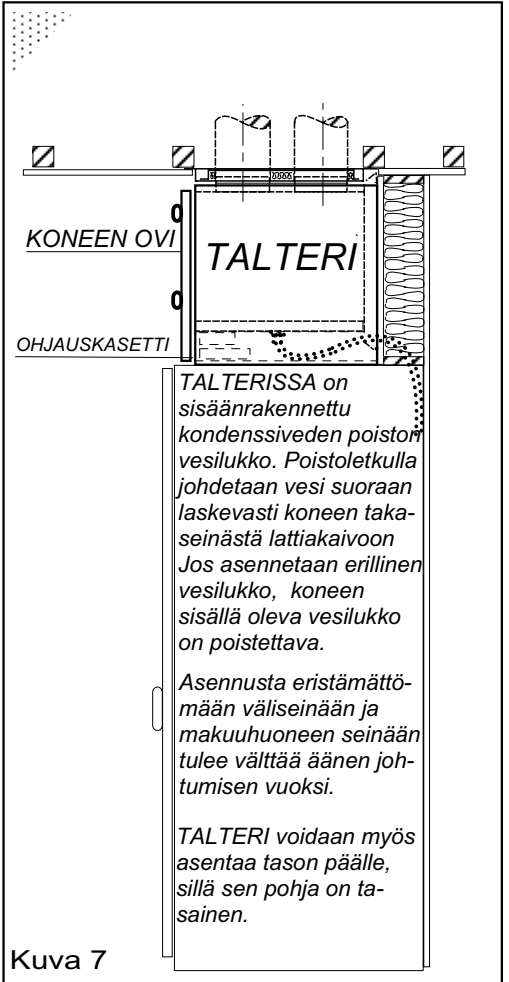 KONEEN OVI
TALTERI
OHJAUSKASETTI
TALTERISSA on
sisäänrakennettu
kondenssiveden poiston
vesilukko. Poistoletkulla
johdetaan vesi suoraan
laskevasti koneen taka-
seinästä lattiakaivoon
Jos asennetaan erillinen
vesilukko, koneen
sisällä oleva vesilukko
on poistettava.
Asennusta eristämättö-
mään väliseinään ja
makuuhuoneen seinään
tulee välttää äänen joh-
tumisen vuoksi.
TALTERI voidaan myös
asentaa tason päälle,
sillä sen pohja on ta-
sainen.
Kuva 7